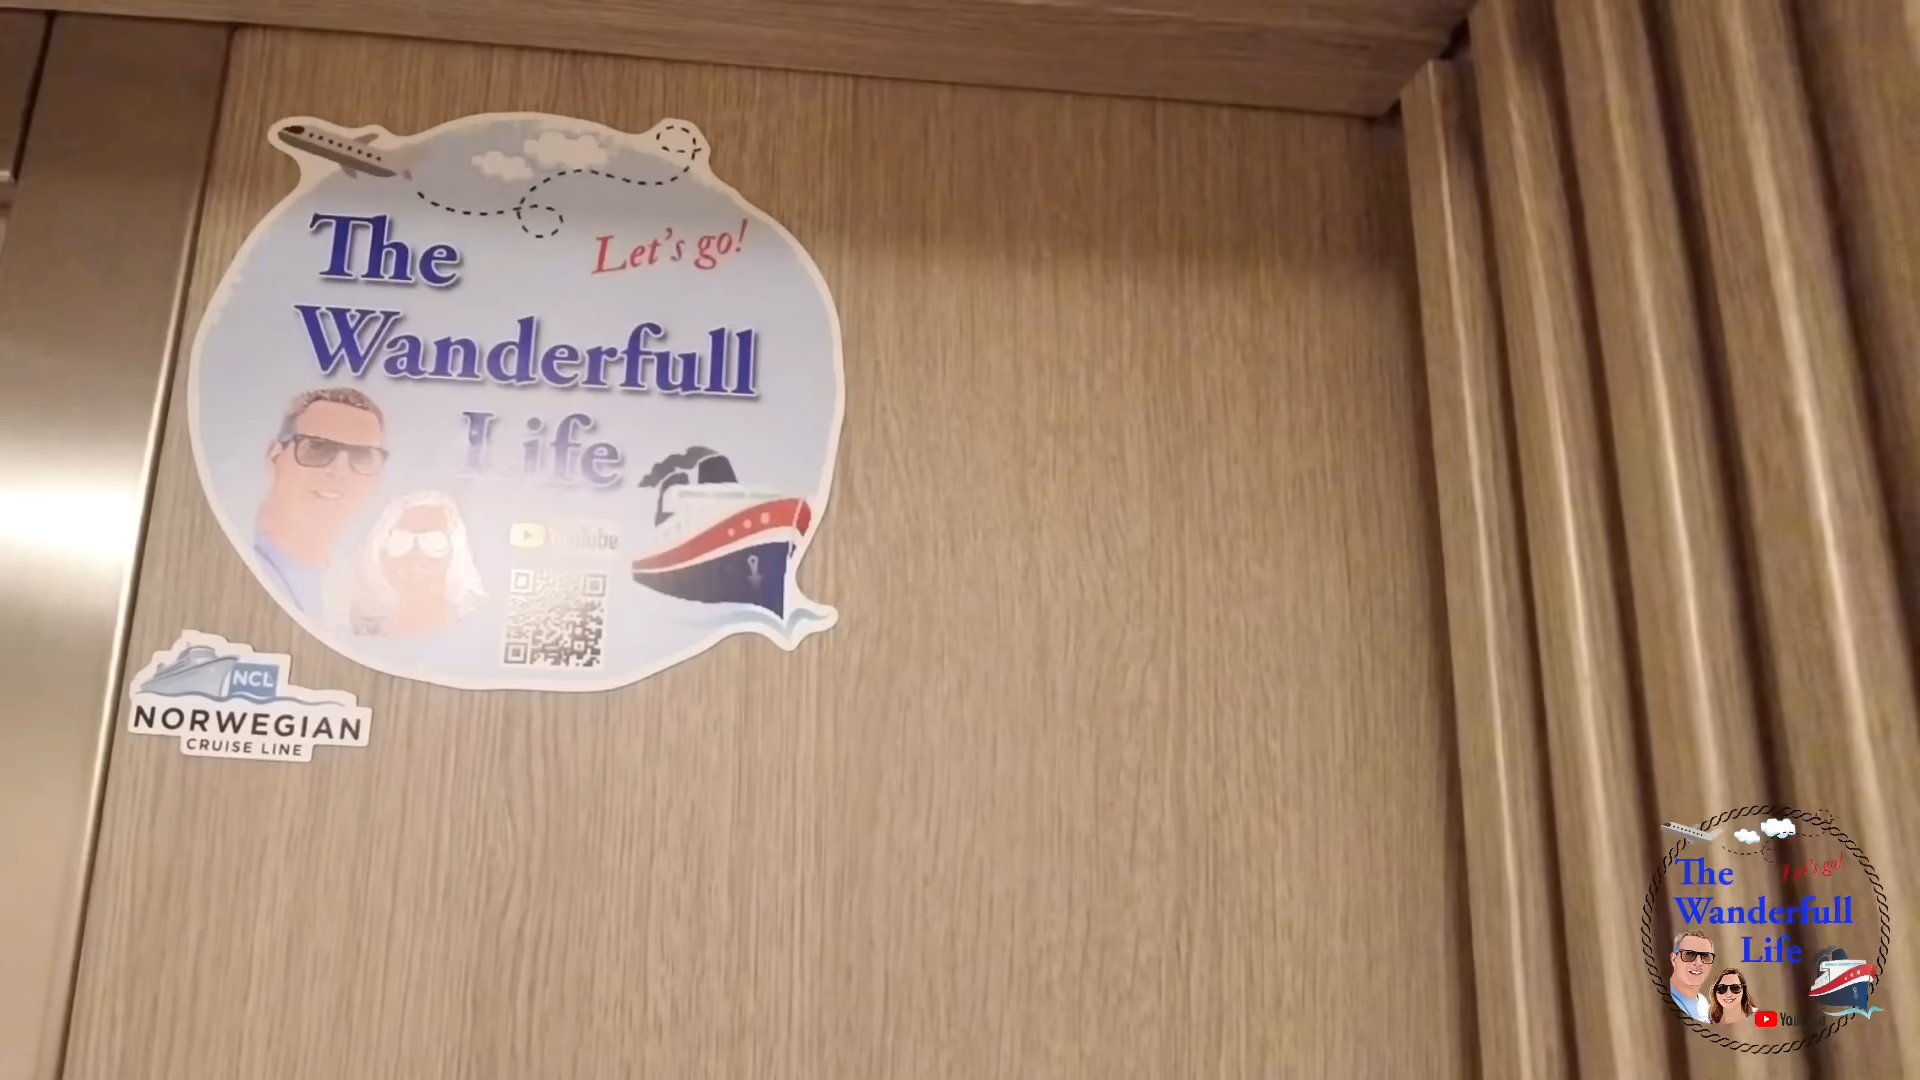 The
Let's go!
Wanderfull
Life
YouTube
NCL
NORWEGIAN
CRUISE LINE
The
Let's go!
Wanderfull
Life